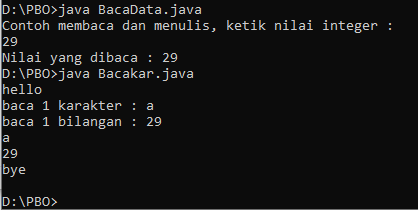 D:\PBO>java BacaData.java
Contoh membaca dan menulis, ketik nilai integer :
29
Nilai yang dibaca : 29
D:\PBO>java Bacakar.java
hello
baca 1 karakter : a
baca 1 bilangan : 29
a
29
bye
D:\PBO>